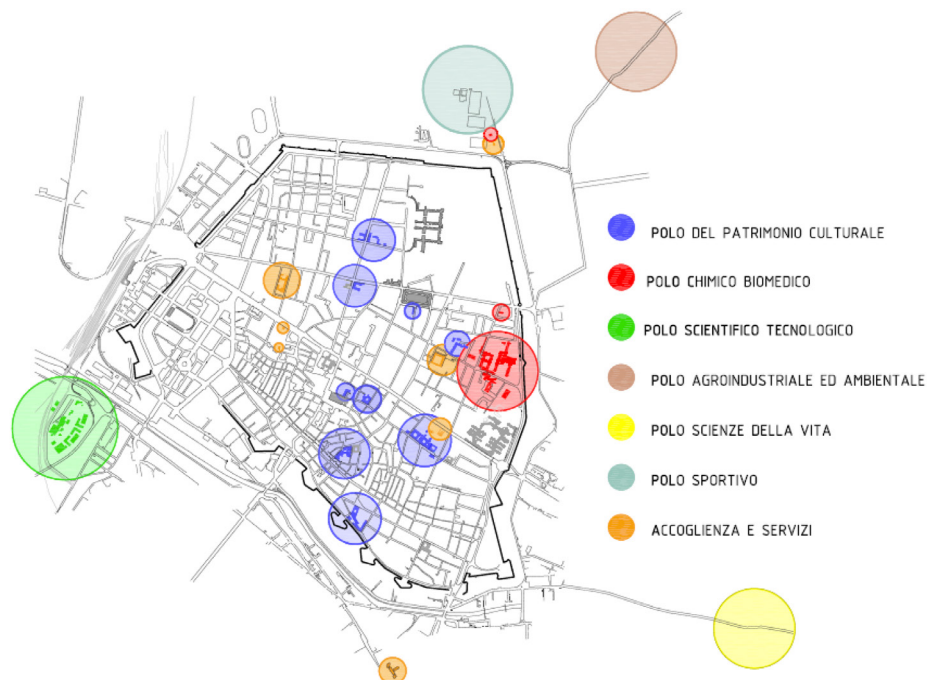 POLO DEL PATRIMONIO CULTURALE
POLO CHIMICO BIOMEDICO
POLO SCIENTIFICO TECNOLOGICO
POLO AGROINDUSTRIALE ED AMBIENTALE
POLO SCIENZE DELLA VITA
POLO SPORTIVO
ACCOGLIENZA E SERVIZI